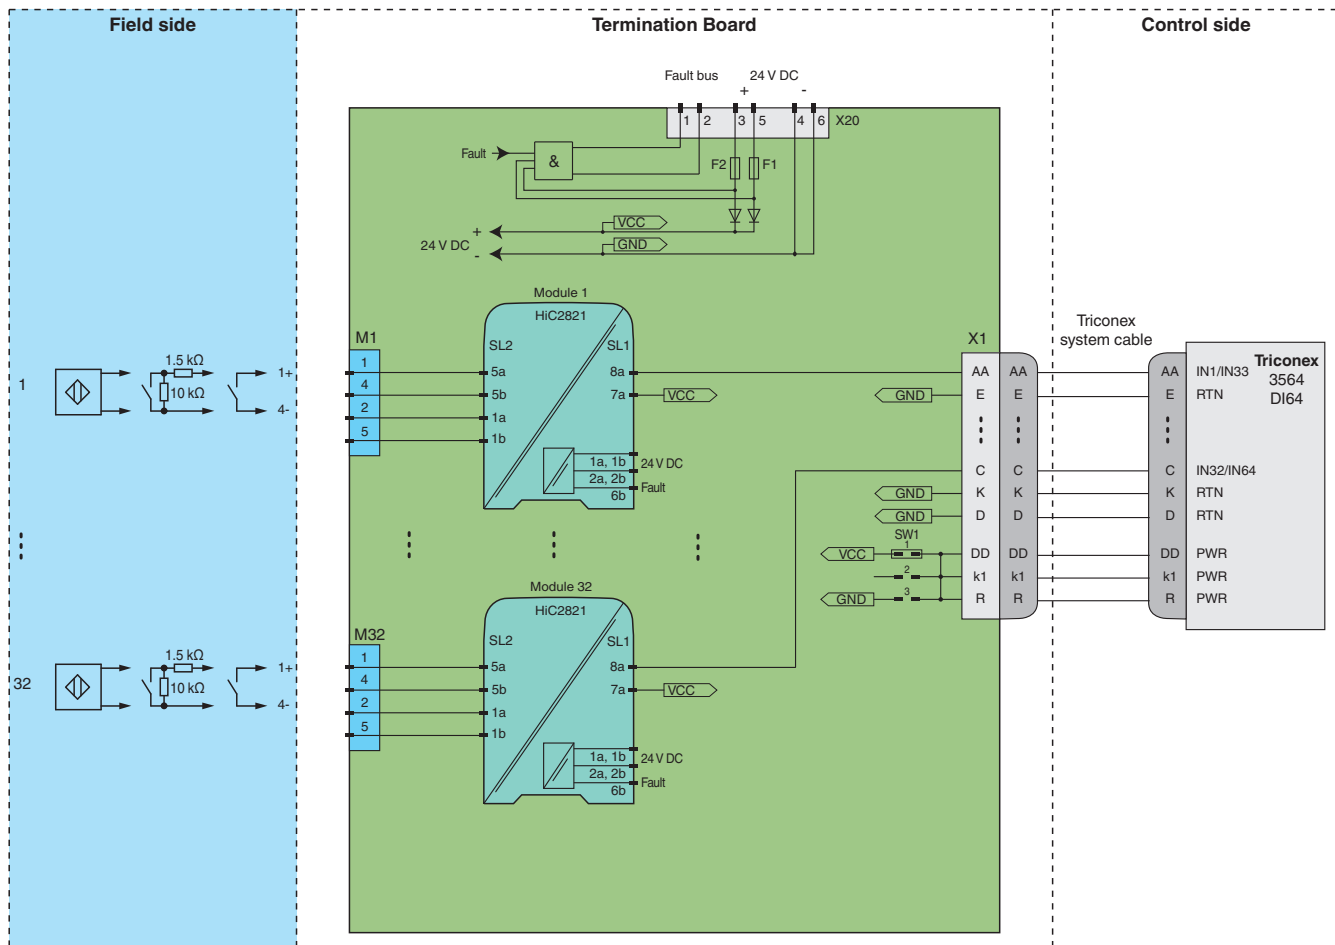 Field side
Termination Board
Control side
Fault bus
24 V DC
+ -
1 2 3 5 4 6 X20
Fault
&
F2
F1
VCC
+
24 V DC
-
GND
Module 1
HiC2821
M1
SL2
SL1
1 5a
4 5b
2 1a
5 1b
8a
7a
VCC
1a, 1b
24 V DC
2a, 2b
Fault
6b
1
1.5 kΩ
10 kΩ
1+
4-
Module 32
HiC2821
M32
SL2
SL1
1 5a
4 5b
2 1a
5 1b
8a
7a
VCC
1a, 1b
24 V DC
2a, 2b
Fault
6b
32
1.5 kΩ
10 kΩ
1+
4-
X1
Triconex
system cable
Triconex
3564
DI64
AA AA AA IN1/IN33
GND E E E RTN
C C C IN32/IN64
GND K K K RTN
GND D D D RTN
SW1
VCC 1 DD DD DD PWR
2 k1 k1 k1 PWR
GND 3 R R R PWR